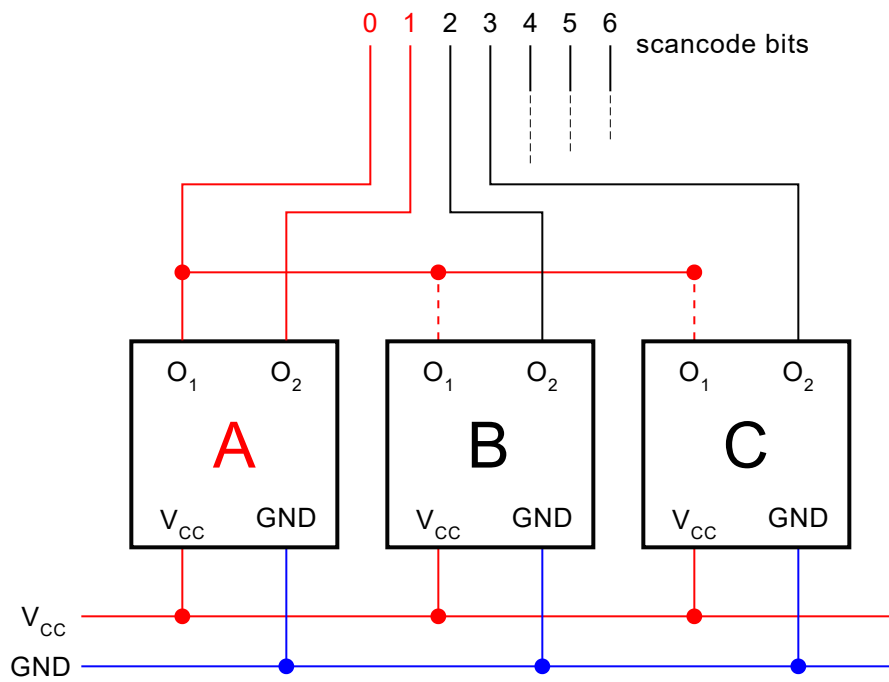 0 1 2 3 4 5 6
scancode bits
O1 O2 O1 O2 O1 O2
A B C
VCC GND VCC GND VCC GND
VCC
GND